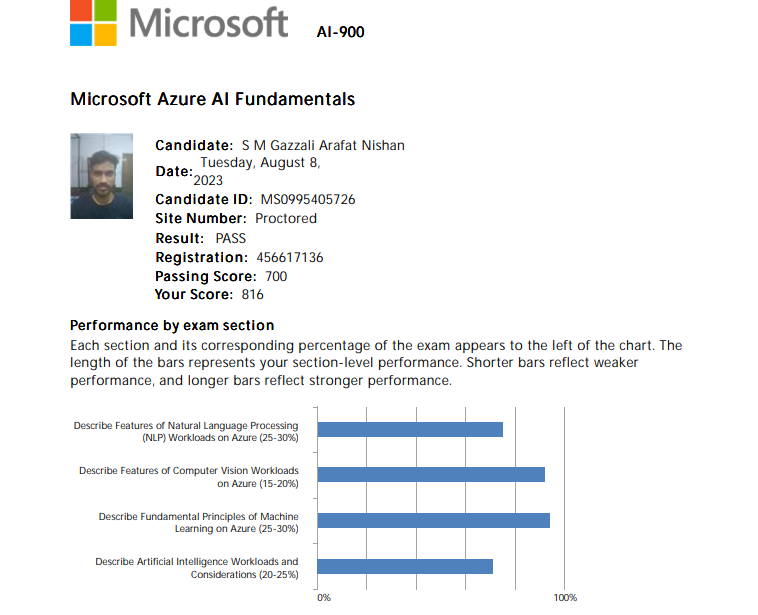 Microsoft AI-900
Microsoft Azure AI Fundamentals
Candidate: S M Gazzali Arafat Nishan
Date: Tuesday, August 8,
2023
Candidate ID: MS0995405726
Site Number: Proctored
Result: PASS
Registration: 456617136
Passing Score: 700
Your Score: 816
Performance by exam section
Each section and its corresponding percentage of the exam appears to the left of the chart. The
length of the bars represents your section-level performance. Shorter bars reflect weaker
performance, and longer bars reflect stronger performance.
Describe Features of Natural Language Processing
(NLP) Workloads on Azure (25-30%)
Describe Features of Computer Vision Workloads
on Azure (15-20%)
Describe Fundamental Principles of Machine
Learning on Azure (25-30%)
Describe Artificial Intelligence Workloads and
Considerations (20-25%)
0% 100%